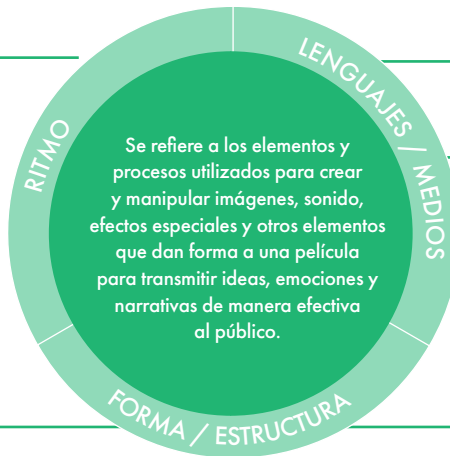 RITMO
LENGUAJES / MEDIOS
Se refiere a los elementos y
procesos utilizados para crear
y manipular imágenes, sonido,
efectos especiales y otros elementos
que dan forma a una película
para transmitir ideas, emociones y
narrativas de manera efectiva
al público.
FORMA / ESTRUCTURA